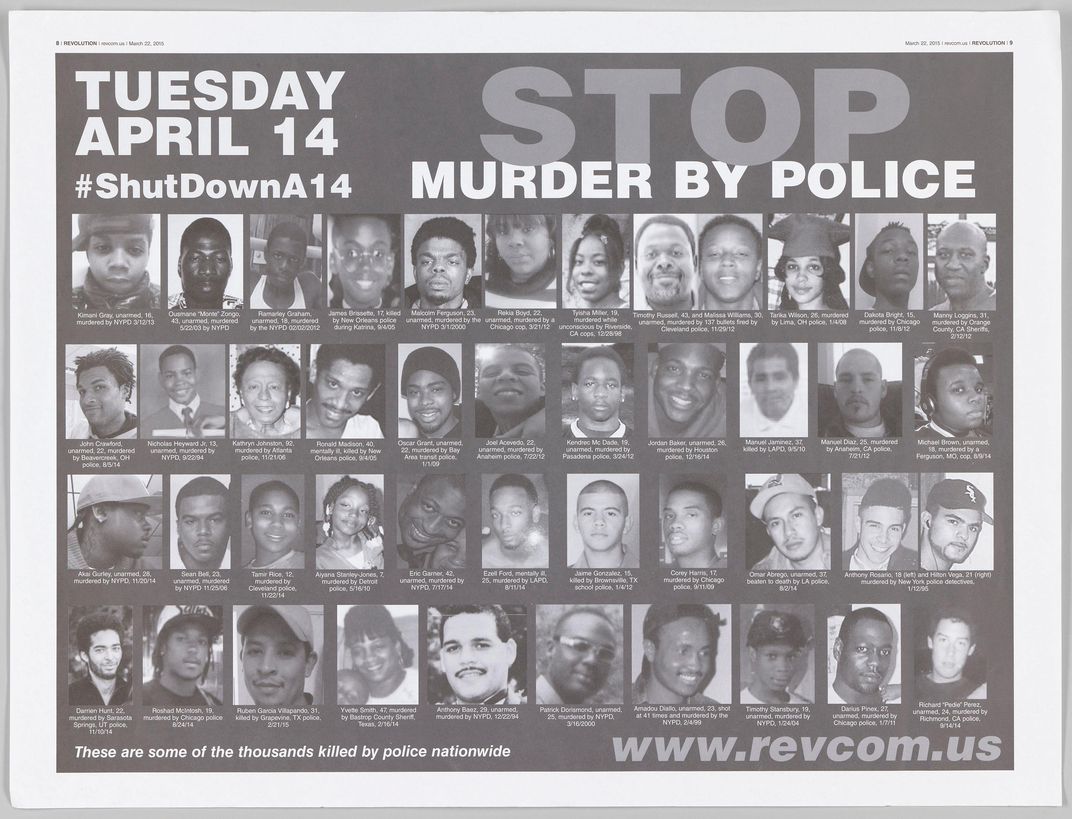 8 | REVOLUTION | revcom.us | March 22, 2015
March 22, 2015 | revcom.us | REVOLUTION | 9
TUESDAY
APRIL 14
#ShutDownA14
STOP
MURDER BY POLICE
Kimani Gray, unarmed, 16,
murdered by NYPD 3/12/13
Ousmane "Monte" Zongo,
43, unarmed, murdered
5/22/03 by NYPD
Ramarley Graham,
unarmed, 18, murdered
by the NYPD 02/02/2012
James Brissette, 17, killed
by New Orleans police
during Katrina, 9/4/05
Malcolm Ferguson, 23,
unarmed, murdered by the
NYPD 3/1/2000
Rekia Boyd, 22,
unarmed, murdered by a
Chicago cop, 3/21/12
Tyisha Miller, 19,
murdered while
unconscious by Riverside,
CA cops, 12/28/98
Timothy Russell, 43, and Malissa Williams, 30,
unarmed, murdered by 137 bullets fired by
Cleveland police, 11/29/12
Tarika Wilson, 26, murdered
by Lima, OH police, 1/4/08
Dakota Bright, 15,
murdered by Chicago
police, 11/8/12
Manny Loggins, 31,
murdered by Orange
County, CA Sheriffs,
2/12/12
John Crawford,
unarmed, 22, murdered
by Beavercreek, OH
police, 8/5/14
Nicholas Heyward Jr, 13,
murdered by
NYPD, 9/22/94
Kathryn Johnston, 92,
murdered by Atlanta
police, 11/21/06
Ronald Madison, 40,
mentally ill, killed by New
Orleans police, 9/4/05
Oscar Grant, unarmed,
22, murdered by Bay
Area transit police,
1/1/09
Joel Acevedo, 22,
unarmed, murdered by
Anaheim police, 7/22/12
Kendrec Mc Dade, 19,
unarmed, murdered by
Pasadena police, 3/24/12
Jordan Baker, unarmed, 26,
murdered by Houston
police, 12/16/14
Manuel Jaminez, 37,
killed by LAPD, 9/5/10
Manuel Diaz, 25, murdered
by Anaheim, CA police,
7/21/12
Michael Brown, unarmed,
18, murdered by a
Ferguson, MO, cop, 8/9/14
Akai Gurley, unarmed, 28,
murdered by NYPD, 11/20/14
Sean Bell, 23,
unarmed, murdered
by NYPD 11/25/06
Tamir Rice, 12,
murdered by
Cleveland police,
11/22/14
Aiyana Stanley-Jones, 7,
murdered by Detroit
police, 5/16/10
Eric Garner, 42,
unarmed, murdered by
NYPD, 7/17/14
Ezell Ford, mentally ill,
25, murdered by LAPD,
8/11/14
Jaime Gonzalez, 15,
killed by Brownsville, TX
school police, 1/4/12
Corey Harris, 17,
murdered by Chicago
police, 9/11/09
Omar Abrego, unarmed, 37,
beaten to death by LA police,
8/2/14
Anthony Rosario, 18 (left) and Hilton Vega, 21 (right)
murdered by New York police detectives,
1/12/95
Darrien Hunt, 22,
murdered by Sarasota
Springs, UT police,
11/10/14
Roshad McIntosh, 19,
murdered by Chicago police
8/24/14
Ruben Garcia Villapando, 31,
killed by Grapevine, TX police,
2/21/15
Yvette Smith, 47, murdered
by Bastrop County Sheriff,
Texas, 2/16/14
Anthony Baez, 29, unarmed,
murdered by NYPD, 12/22/94
Patrick Dorismond, unarmed,
25, murdered by NYPD,
3/16/2000
Amadou Diallo, unarmed, 23, shot
at 41 times and murdered by the
NYPD, 2/4/99
Timothy Stansbury, 19,
unarmed, murdered by
NYPD, 1/24/04
Darius Pinex, 27,
unarmed, murdered by
Chicago police, 1/7/11
Richard "Pedie" Perez,
unarmed, 24, murdered by
Richmond, CA police,
9/14/14
These are some of the thousands killed by police nationwide
www.revcom.us